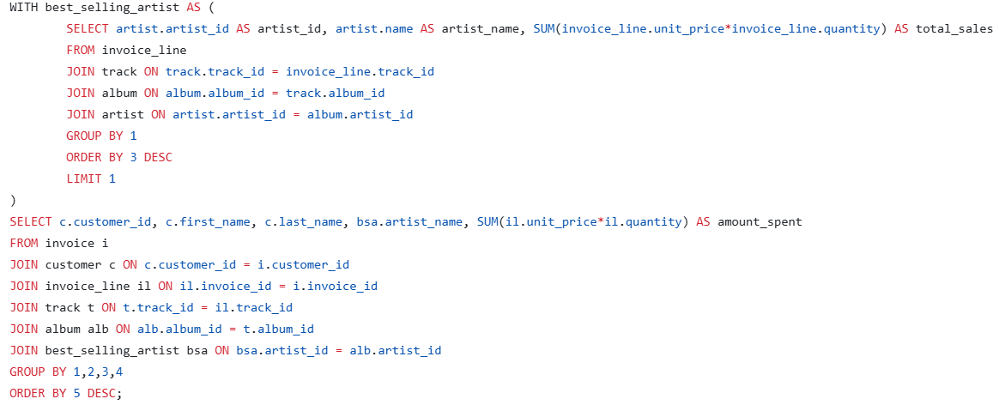 WITH best_selling_artist AS (
SELECT artist.artist_id AS artist_id, artist.name AS artist_name, SUM(invoice_line.unit_price*invoice_line.quantity) AS total_sales
FROM invoice_line
JOIN track ON track.track_id = invoice_line.track_id
JOIN album ON album.album_id = track.album_id
JOIN artist ON artist.artist_id = album.artist_id
GROUP BY 1
ORDER BY 3 DESC
LIMIT 1
)
SELECT c.customer_id, c.first_name, c.last_name, bsa.artist_name, SUM(il.unit_price*il.quantity) AS amount_spent
FROM invoice i
JOIN customer c ON c.customer_id = i.customer_id
JOIN invoice_line il ON il.invoice_id = i.invoice_id
JOIN track t ON t.track_id = il.track_id
JOIN album alb ON alb.album_id = t.album_id
JOIN best_selling_artist bsa ON bsa.artist_id = alb.artist_id
GROUP BY 1,2,3,4
ORDER BY 5 DESC;